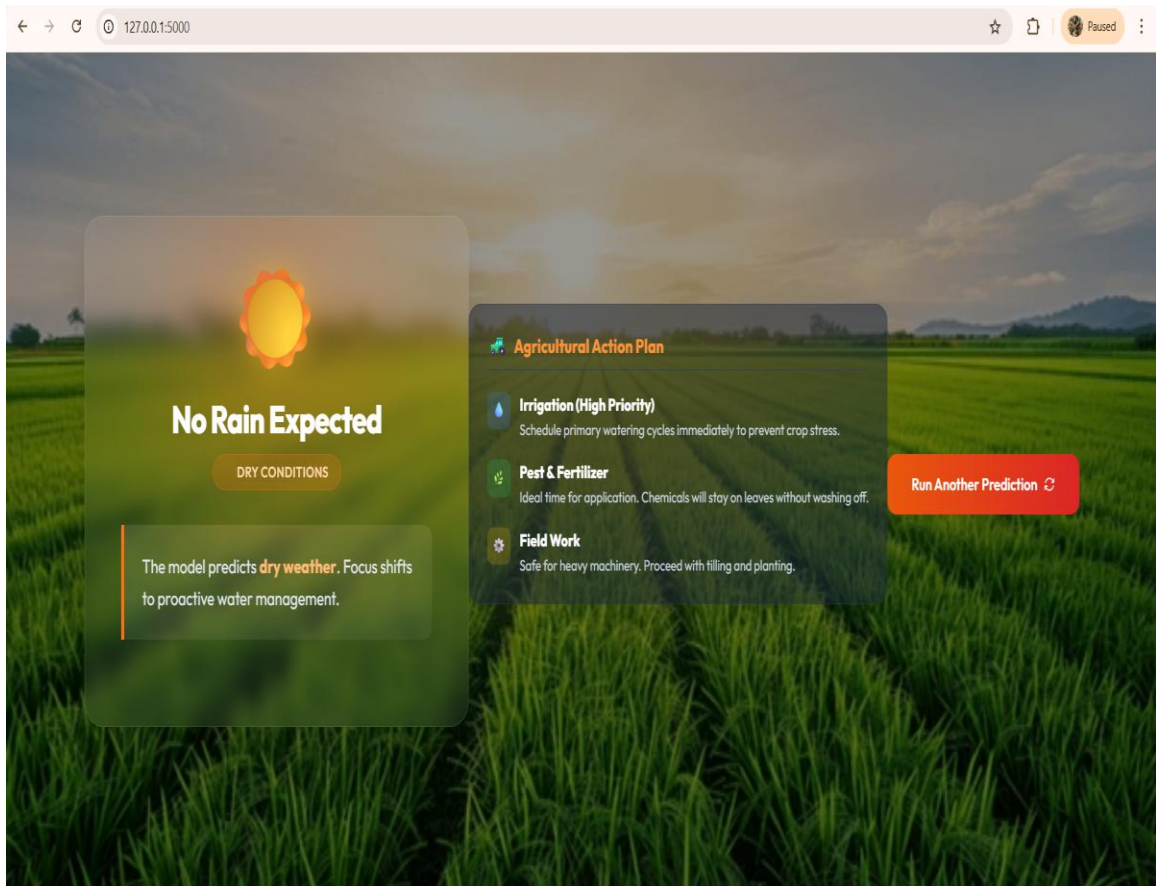 127.0.0.1:5000
Paused
No Rain Expected
DRY CONDITIONS
The model predicts dry weather. Focus shifts
to proactive water management.
Agricultural Action Plan
Irrigation (High Priority)
Schedule primary watering cycles immediately to prevent crop stress.
Pest & Fertilizer
Ideal time for application. Chemicals will stay on leaves without washing off.
Field Work
Safe for heavy machinery. Proceed with tilling and planting.
Run Another Prediction